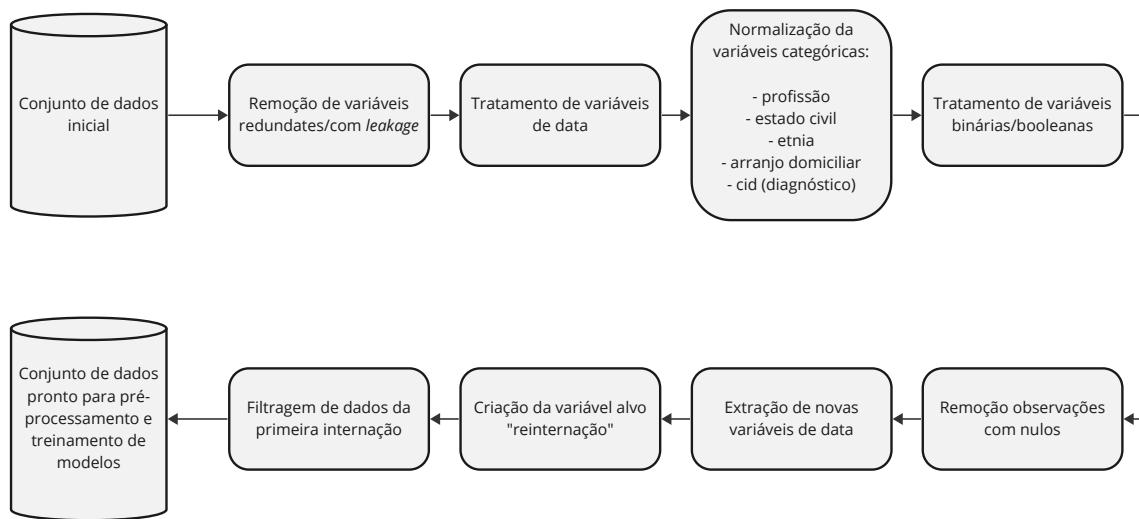 Conjunto de dados
inicial
Remoção de variáveis
redundates/com leakage
Tratamento de variáveis
de data
Normalização da
variáveis categóricas:
- profissão
- estado civil
- etnia
- arranjo domiciliar
- cid (diagnóstico)
Tratamento de variáveis
binárias/booleanas
Conjunto de dados
pronto para pré-
processamento e
treinamento de
modelos
Filtragem de dados da
primeira internação
Criação da variável alvo
"reinternação"
Extração de novas
variáveis de data
Remoção observações
com nulos